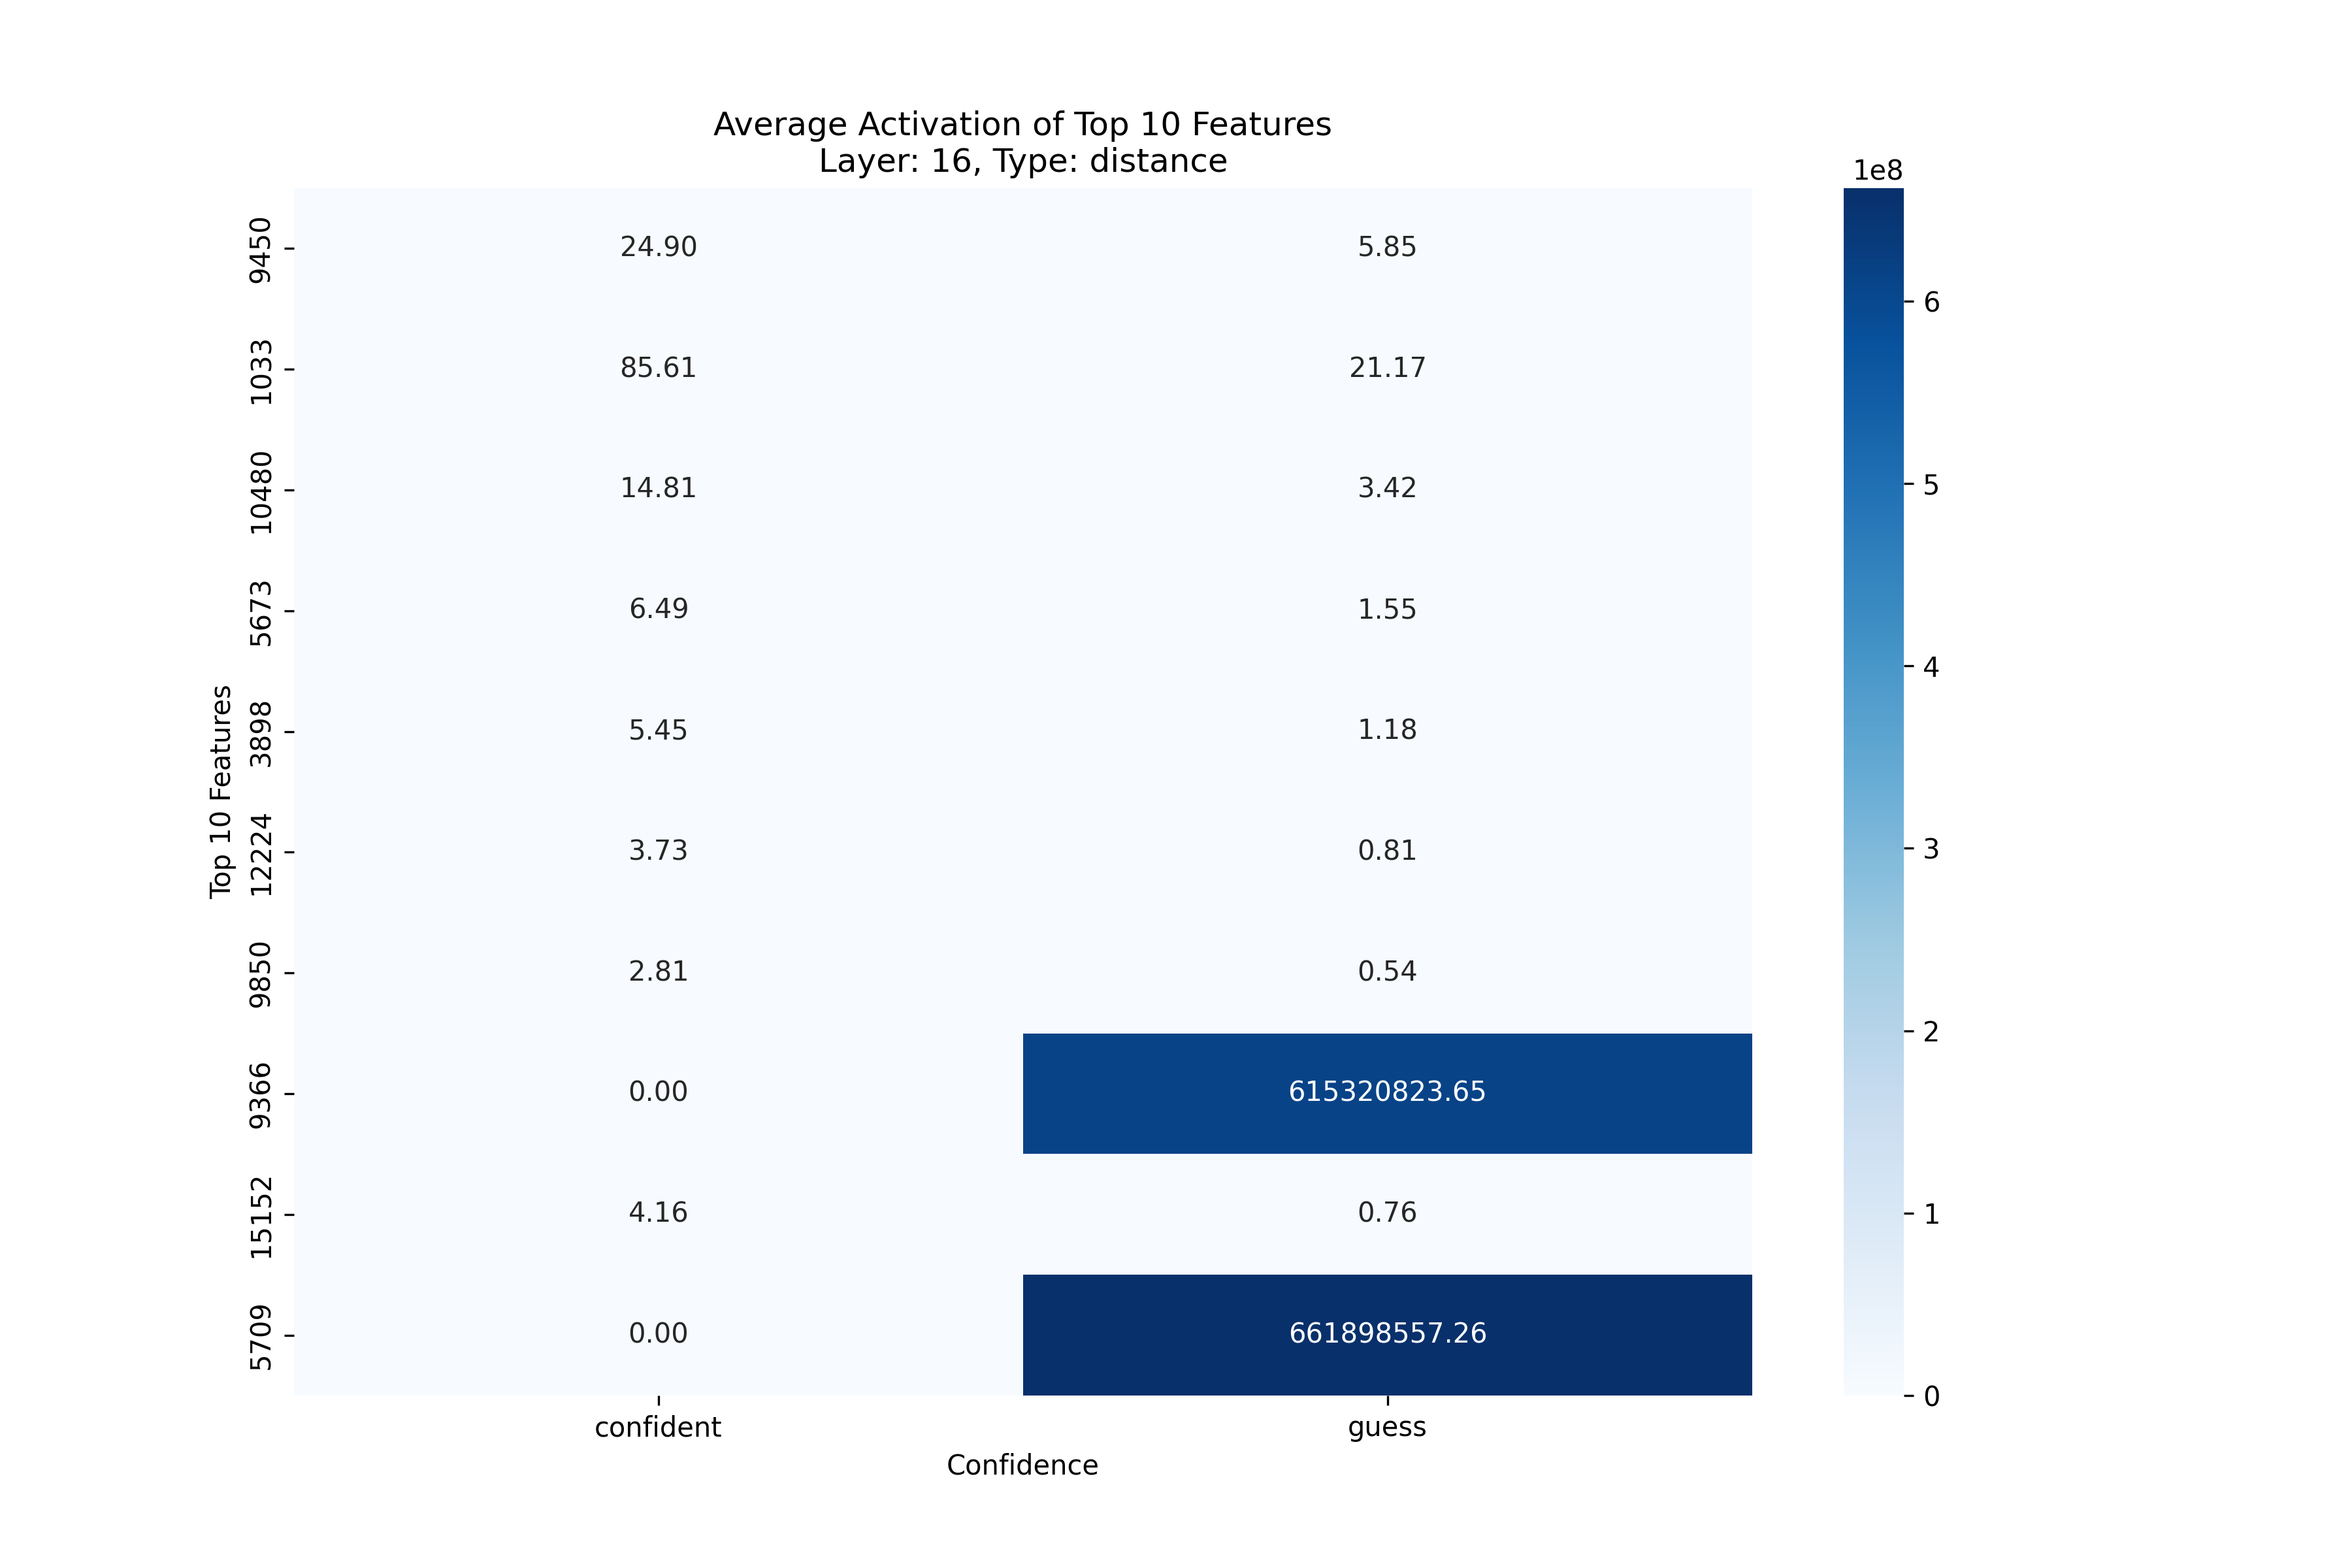 Average Activation of Top 10 Features
Layer: 16, Type: distance
1e8
Top 10 Features
9450 24.90 5.85
1033 85.61 21.17
10480 14.81 3.42
5673 6.49 1.55
3898 5.45 1.18
12224 3.73 0.81
9850 2.81 0.54
9366 0.00 615320823.65
15152 4.16 0.76
5709 0.00 661898557.26
confident guess
Confidence
6
5
4
3
2
1
0